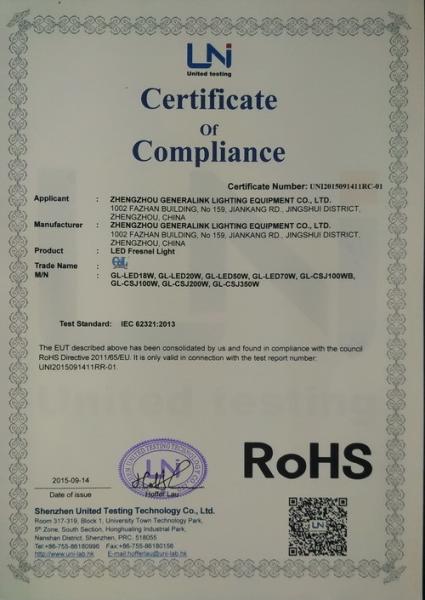 UNi
United testing
Certificate
Of
Compliance
Certificate Number: UNI2015091411RC-01
Applicant : ZHENGZHOU GENERALINK LIGHTING EQUIPMENT CO., LTD.
1002 FAZHAN BUILDING, No 159, JIANKANG RD., JINGSHUI DISTRICT,
ZHENGZHOU, CHINA
Manufacturer : ZHENGZHOU GENERALINK LIGHTING EQUIPMENT CO., LTD.
1002 FAZHAN BUILDING, No 159, JIANKANG RD., JINGSHUI DISTRICT,
ZHENGZHOU, CHINA
Product : LED Fresnel Light
Trade Name :
M/N : GL-LED18W, GL-LED20W, GL-LED50W, GL-LED70W, GL-CSJ100WB,
GL-CSJ100W, GL-CSJ200W, GL-CSJ350W
Test Standard: IEC 62321:2013
The EUT described above has been consolidated by us and found in compliance with the council
RoHS Directive 2011/65/EU. It is only valid in connection with the test report number:
UNI2015091411RR-01.
United testing
RoHS
2015-09-14
Date of issue
UNi
Hoffer Lau
Shenzhen United Testing Technology Co., Ltd.
Room 317-319, Block 1, University Town Technology Park,
5th Zone, South Section, Honghualing Industrial Park,
Nanshan District, Shenzhen, PRC. 518055
Tel:+86-755-86180996 Fax:+86-755-86180156
http://www.uni-lab.hk E-mail:hofferlau@uni-lab.hk
UNi